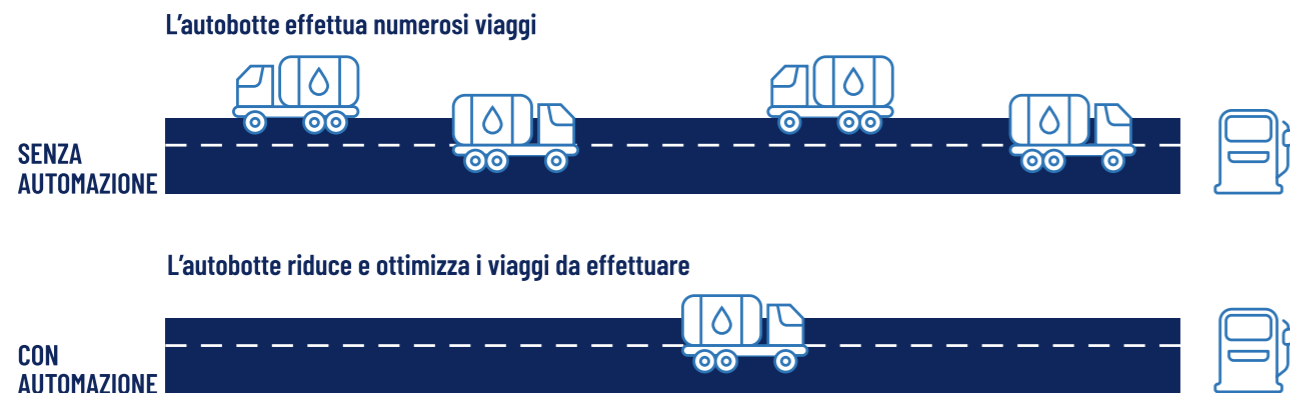 L'autobotte effettua numerosi viaggi
SENZA
AUTOMAZIONE
L'autobotte riduce e ottimizza i viaggi da effettuare
CON
AUTOMAZIONE